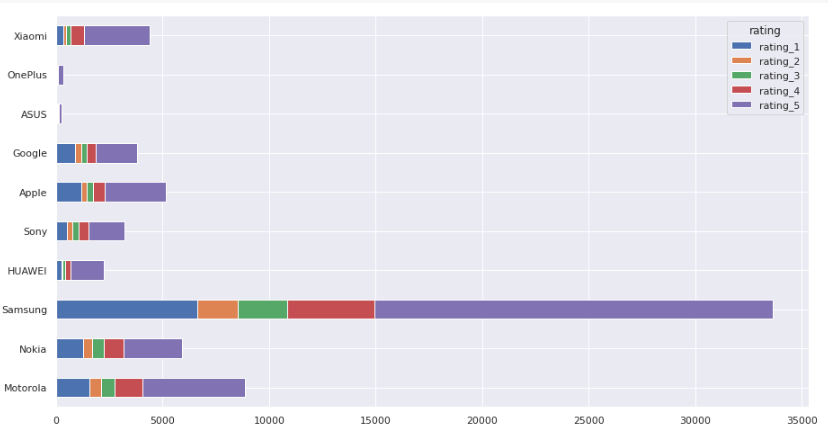 rating
rating_1
rating_2
rating_3
rating_4
rating_5
Xiaomi
OnePlus
ASUS
Google
Apple
Sony
HUAWEI
Samsung
Nokia
Motorola
0 5000 10000 15000 20000 25000 30000 35000